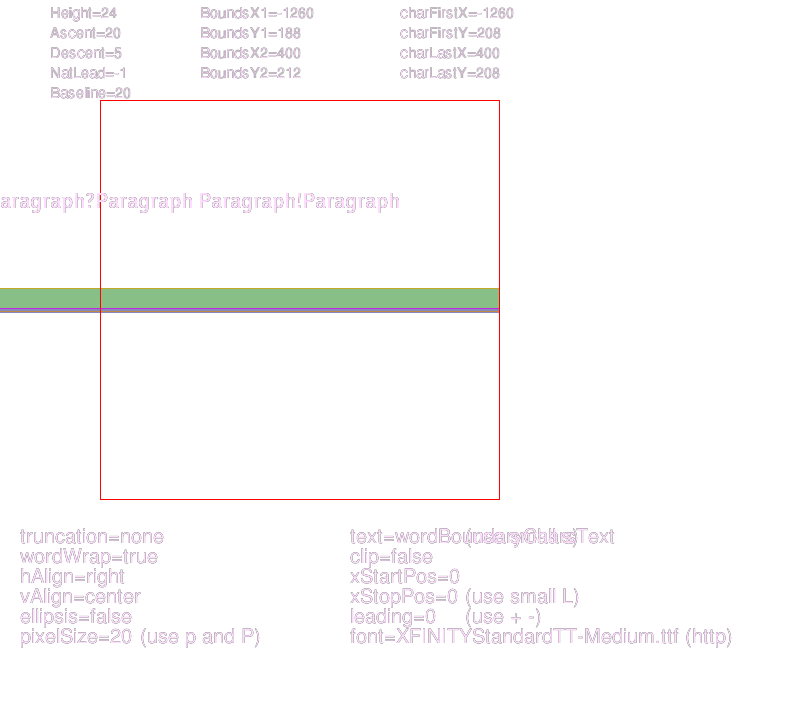 Height=24 BoundsX1=-1260 charFirstX=-1260
Ascent=20 BoundsY1=188 charFirstY=208
Descent=5 BoundsX2=400 charLastX=400
NatLead=-1 BoundsY2=212 charLastY=208
Baseline=20
aragraph?Paragraph Paragraph!Paragraph
truncation=none text=wordBoundaryCharsText
wordWrap=true clip=false
hAlign=right xStartPos=0
vAlign=center xStopPos=0 (use small L)
ellipsis=false leading=0 (use + -)
pixelSize=20 (use p and P) font=XFINITYStandardTT-Medium.ttf (http)